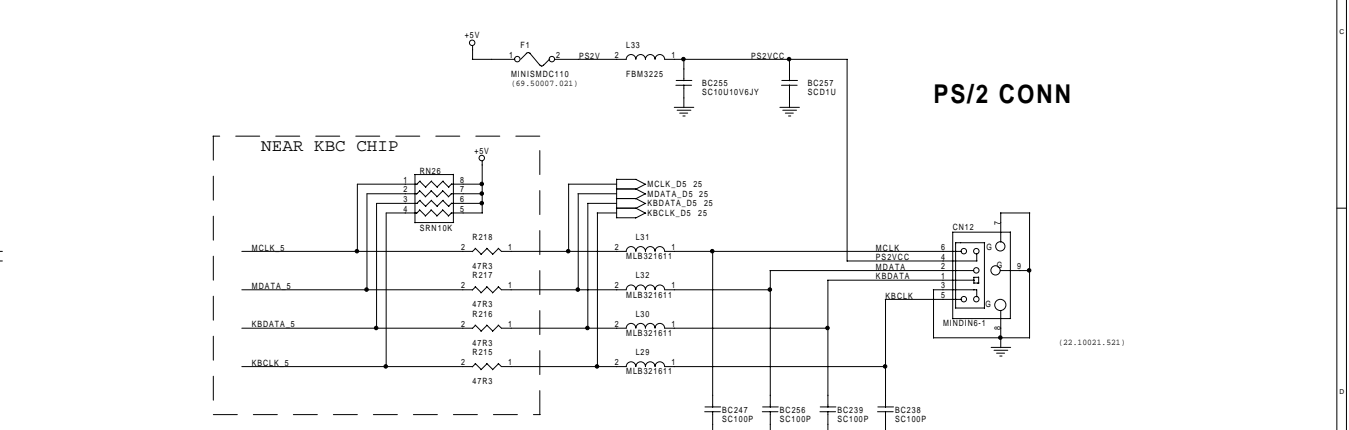 C
+5V
F1
1
2
PS2V
2
L33
1
PS2VCC
MINISMDC110
(69.50007.021)
FBM3225
BC255
SC10U10V6JY
BC257
SCD1U
PS/2 CONN
NEAR KBC CHIP
+5V
RN26
1 8
2 7
3 6
4 5
SRN10K
MCLK_D5 25
MDATA_D5 25
KBDATA_D5 25
KBCLK_D5 25
MCLK_5
R218
2 1
47R3
L31
2 1
MLB321611
MDATA_5
R217
2 1
47R3
L32
2 1
MLB321611
KBDATA_5
R216
2 1
47R3
L30
2 1
MLB321611
KBCLK_5
R215
2 1
47R3
L29
2 1
MLB321611
CN12
MCLK 6
PS2VCC 4
MDATA 2
KBDATA 1
3
KBCLK 5
G
7
G
9
G
8
MINDIN6-1
(22.10021.521)
BC247
SC100P
BC256
SC100P
BC239
SC100P
BC238
SC100P
D